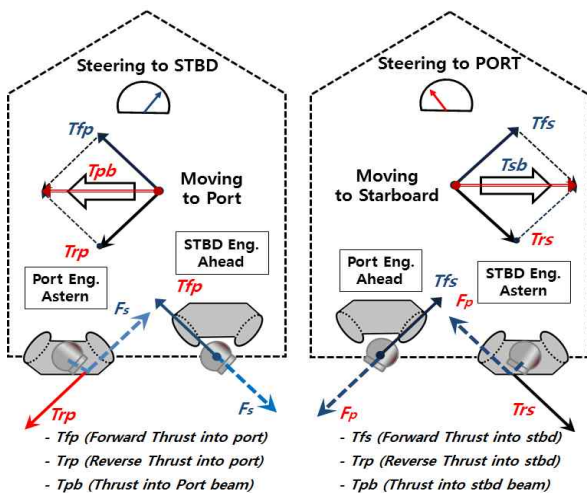 Steering to STBD
Tfp
Tpb
Moving
to Port
Trp
STBD Eng.
Ahead
Port Eng.
Astern
Tfp
Fs
Trp
Fs
- Tfp (Forward Thrust into port)
- Trp (Reverse Thrust into port)
- Tpb (Thrust into Port beam)
Steering to PORT
Tfs
Tsb
Moving
to Starboard
Trs
Port Eng.
Ahead
STBD Eng.
Astern
Tfs
Fp
Fp
Trs
- Tfs (Forward Thrust into stbd)
- Trp (Reverse Thrust into stbd)
- Tpb (Thrust into stbd beam)